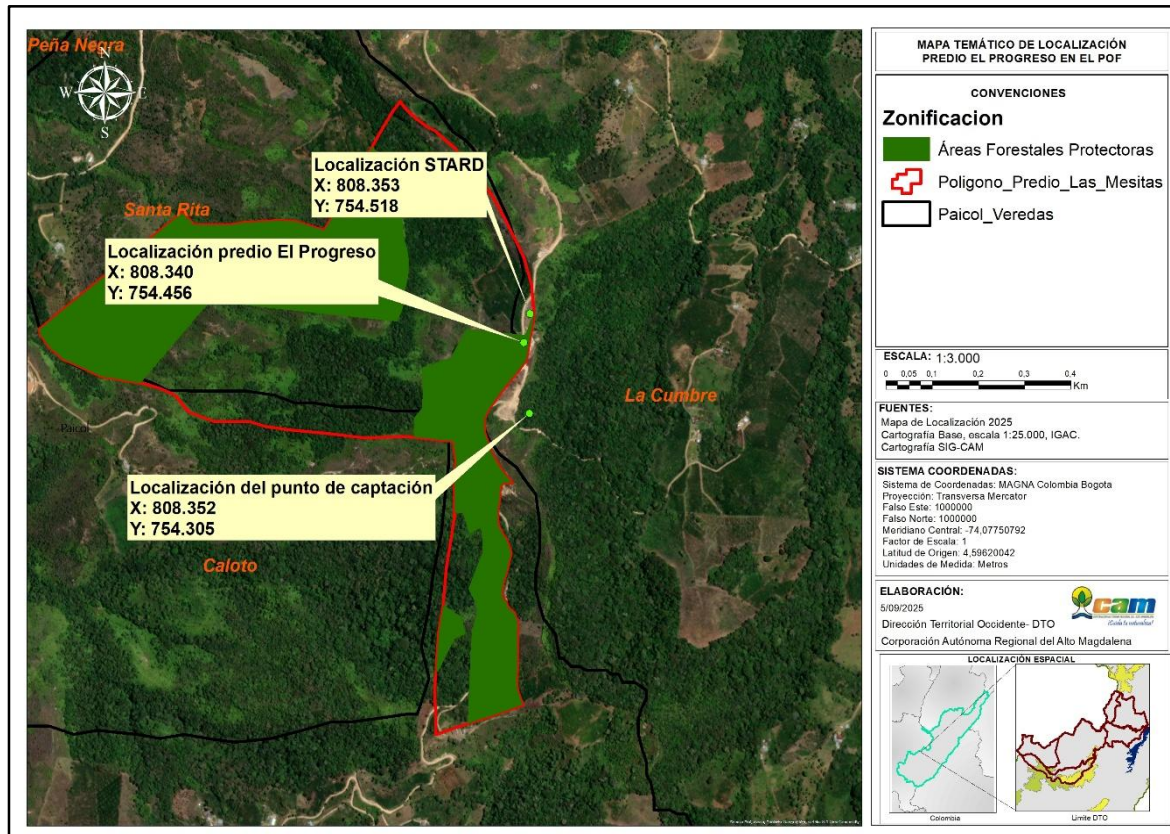 Peña Negra
N
W E
S
Localización STARD
X: 808.353
Y: 754.518
Santa Rita
Localización predio El Progreso
X: 808.340
Y: 754.456
La Cumbre
Paicol
Localización del punto de captación
X: 808.352
Y: 754.305
Caloto
MAPA TEMÁTICO DE LOCALIZACIÓN
PREDIO EL PROGRESO EN EL POF
CONVENCIONES
Zonificacion
Áreas Forestales Protectoras
Poligono_Predio_Las_Mesitas
Paicol_Veredas
ESCALA: 1:3.000
0 0,05 0,1 0,2 0,3 0,4
Km
FUENTES:
Mapa de Localización 2025
Cartografía Base, escala 1:25.000, IGAC.
Cartografía SIG-CAM
SISTEMA COORDENADAS:
Sistema de Coordenadas: MAGNA Colombia Bogota
Proyección: Transversa Mercator
Falso Este: 1000000
Falso Norte: 1000000
Meridiano Central: -74,07750792
Factor de Escala: 1
Latitud de Origen: 4,59620042
Unidades de Medida: Metros
ELABORACIÓN:
5/09/2025
Dirección Territorial Occidente- DTO
Corporación Autónoma Regional del Alto Magdalena
cam
¡Cuida tu naturaleza!
LOCALIZACIÓN ESPACIAL
Colombia
Limite DTO